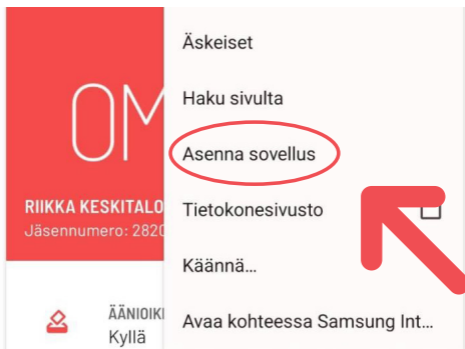 Äskeiset
OM
Haku sivulta
Asenna sovellus
RIIKKA KESKITALO
Tietokonesivusto
Jäsennumero: 2820
Käännä...
ÄÄNIOIK
Kyllä
Avaa kohteessa Samsung Int...